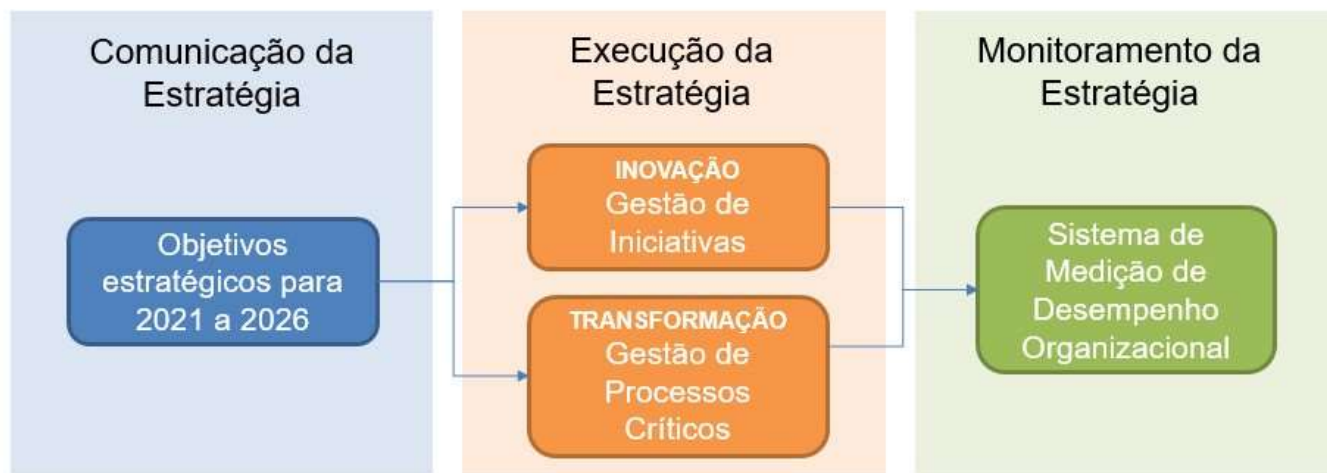 Comunicação da
Estratégia
Objetivos
estratégicos para
2021 a 2026
Execução da
Estratégia
INOVAÇÃO
Gestão de
Iniciativas
TRANSFORMAÇÃO
Gestão de
Processos
Críticos
Monitoramento da
Estratégia
Sistema de
Medição de
Desempenho
Organizacional